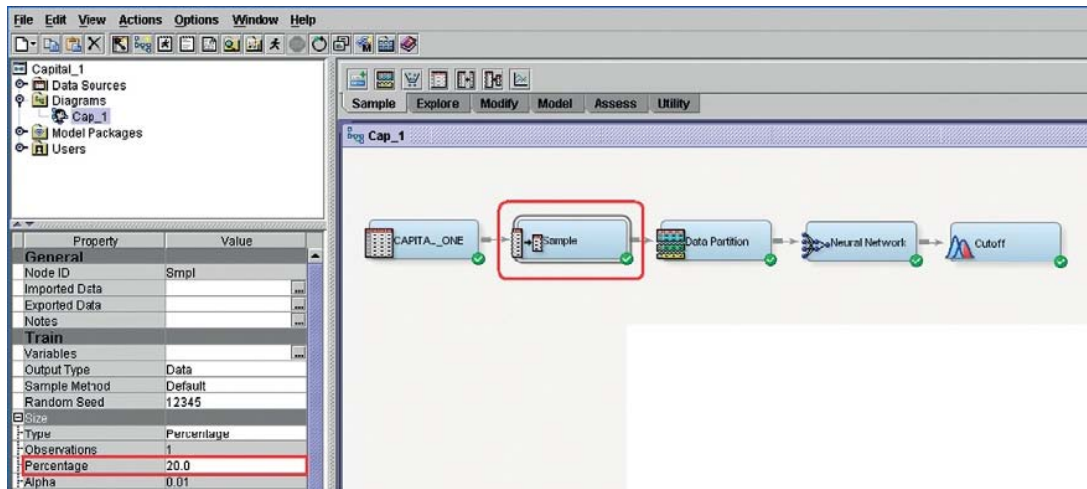 File Edit View Actions Options Window Help
Capital_1
Data Sources
Diagrams
Cap_1
Model Packages
Users
Sample Explore Modify Model Assess Utility
Cap_1
CAPITA_ONE
Sample
Data Partition
Neural Network
Cutoff
Property Value
General
Node ID Smpl
Imported Data
Exported Data
Notes
Train
Variables
Output Type Data
Sample Method Default
Random Seed 12345
Size
Type Percentage
Observations 1
Percentage 20.0
Alpha 0.01